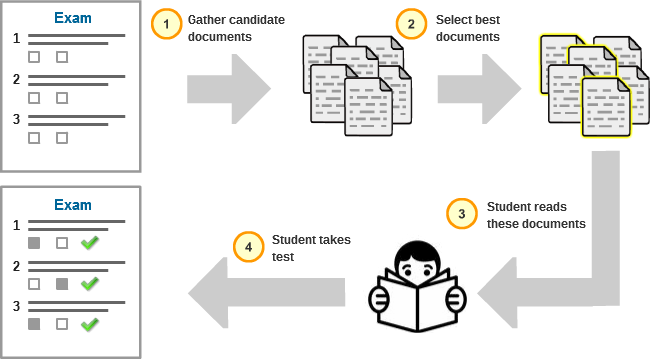 Exam
1
2
3
1
Gather candidate
documents
2
Select best
documents
3
Student reads
these documents
4
Student takes
test
Exam
1
2
3